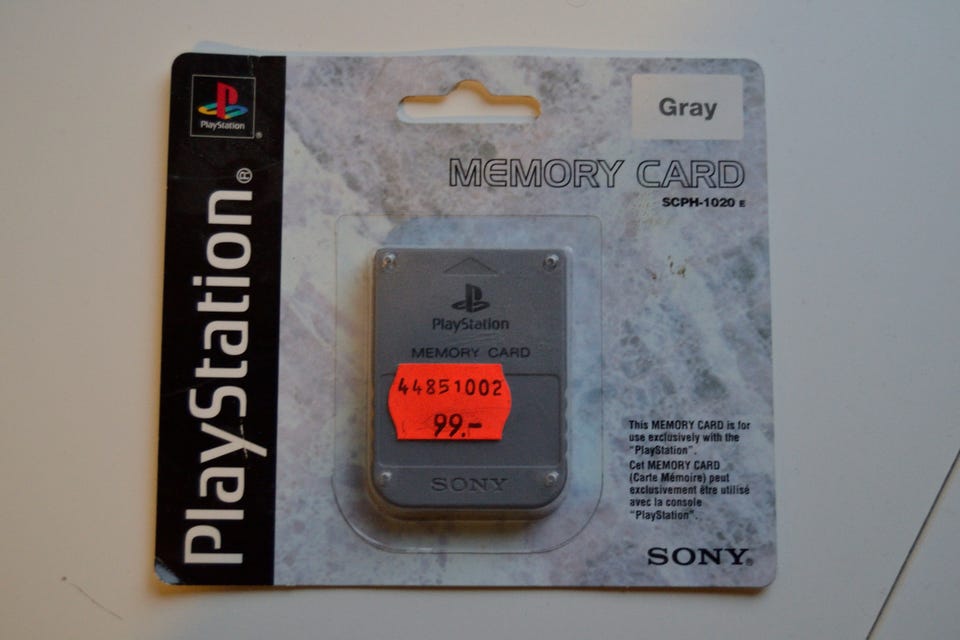 PlayStation
®
PlayStation®
Gray
MEMORY CARD
SCPH-1020 E
PlayStation
MEMORY CARD
44851002
99.-
SONY
This MEMORY CARD is for
use exclusively with the
"PlayStation".
Cet MEMORY CARD
(Carte Mémoire) peut
exclusivement être utilisé
avec la console
"PlayStation".
SONY®